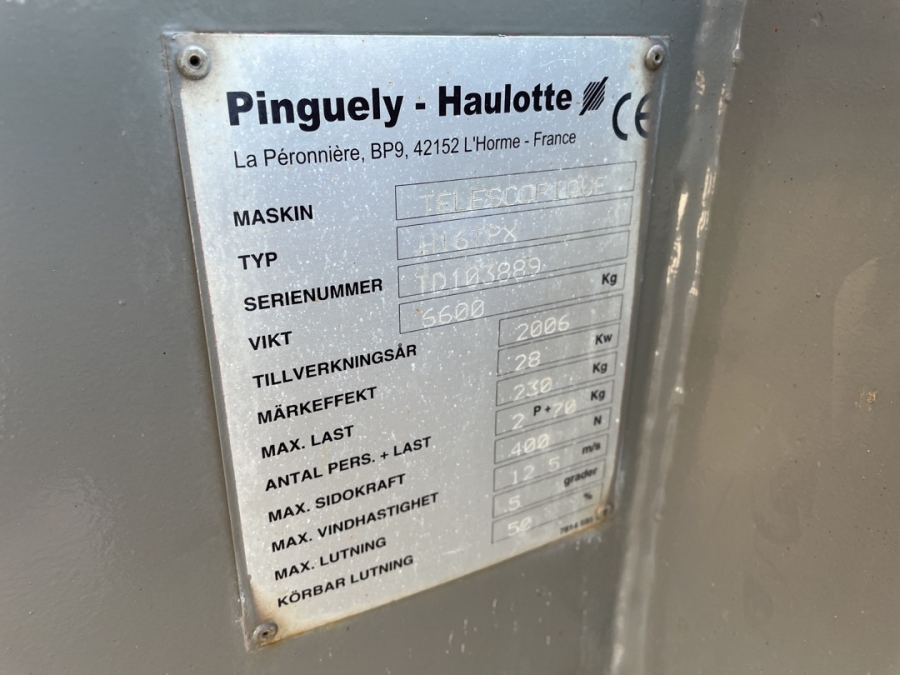 Pinguely - Haulotte
CE
La Péronnière, BP9, 42152 L'Horme - France
MASKIN TELESCOPIQUE
TYP H16 PX
SERIENUMMER TD103889
VIKT 6600 Kg
TILLVERKNINGSÅR 2006
MÄRKEFFEKT 28 Kw
MAX. LAST 230 Kg
ANTAL PERS. + LAST 2 P + 70 Kg
MAX. SIDOKRAFT 400 N
MAX. VINDHASTIGHET 12 5 m/s
MAX. LUTNING 5 grader
KÖRBAR LUTNING 50 %